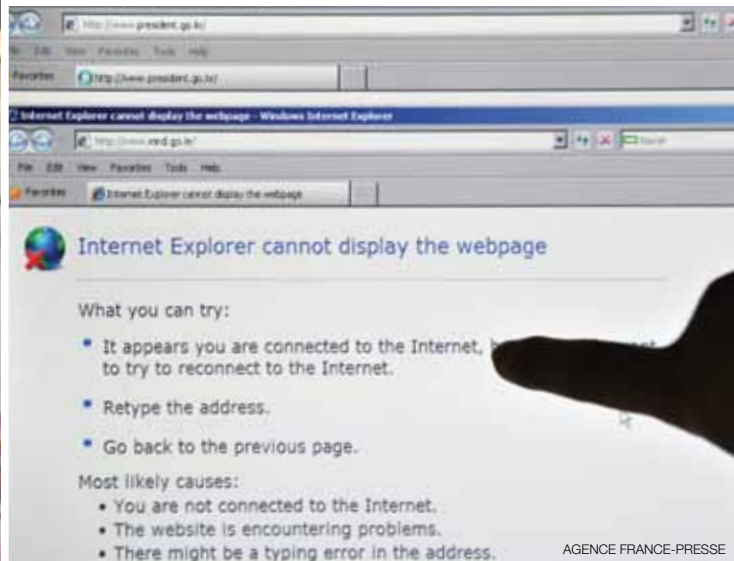 http://www.president.go.kr/
File Edit View Favorites Tools Help
Favorites http://www.president.go.kr/
Internet Explorer cannot display the webpage - Windows Internet Explorer
http://www.mnd.go.kr/
File Edit View Favorites Tools Help
Favorites Internet Explorer cannot display the webpage
Internet Explorer cannot display the webpage
What you can try:
It appears you are connected to the Internet,
to try to reconnect to the Internet.
Retype the address.
Go back to the previous page.
Most likely causes:
• You are not connected to the Internet.
• The website is encountering problems.
• There might be a typing error in the address.
AGENCE FRANCE-PRESSE